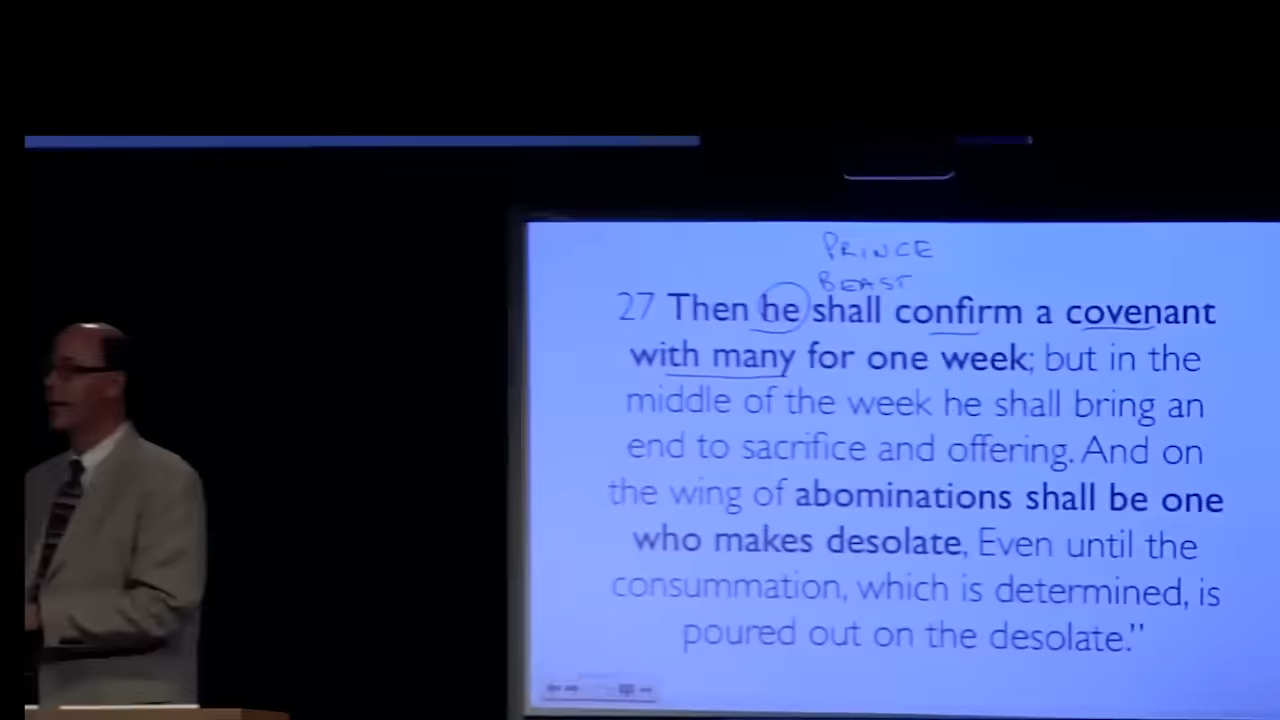 PRINCE
BEAST
27 Then he shall confirm a covenant
with many for one week; but in the
middle of the week he shall bring an
end to sacrifice and offering. And on
the wing of abominations shall be one
who makes desolate, Even until the
consummation, which is determined, is
poured out on the desolate.”